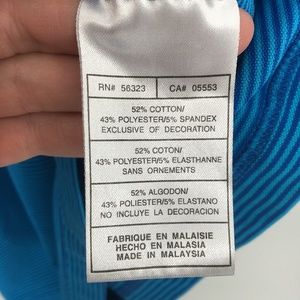 RN# 56323 CA# 05553
52% COTTON/
43% POLYESTER/5% SPANDEX
EXCLUSIVE OF DECORATION
52% COTON/
43% POLYESTER/5% ELASTHANNE
SANS ORNEMENTS
52% ALGODON/
43% POLIESTER/5% ELASTANO
NO INCLUYE LA DECORACION
FABRIQUE EN MALAISIE
HECHO EN MALASIA
MADE IN MALAYSIA